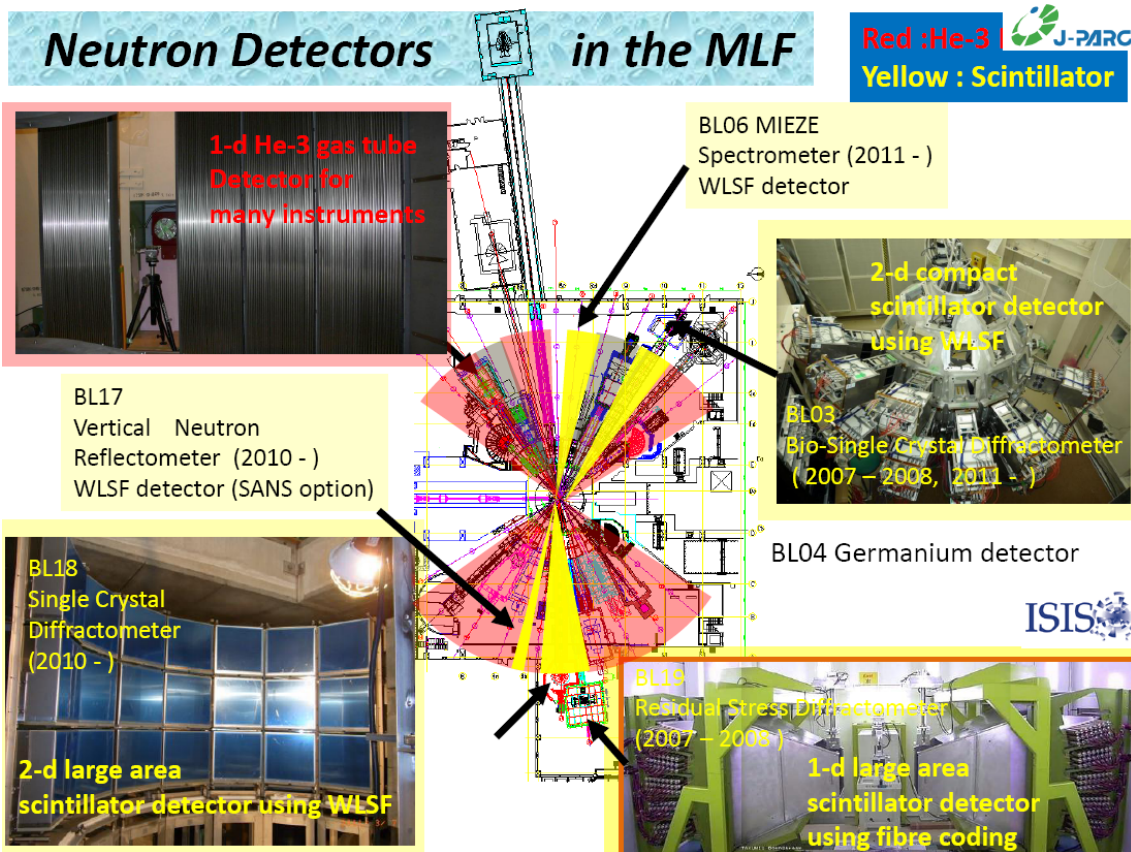 Neutron Detectors in the MLF
Red :He-3
J-PARC
Yellow : Scintillator
1-d He-3 gas tube
Detector for
many instruments
BL06 MIEZE
Spectrometer (2011 - )
WLSF detector
2-d compact
scintillator detector
using WLSF
BL03
Bio-Single Crystal Diffractometer
( 2007 – 2008, 2011 - )
BL17
Vertical Neutron
Reflectometer (2010 - )
WLSF detector (SANS option)
BL04 Germanium detector
ISIS
BL18
Single Crystal
Diffractometer
(2010 - )
2-d large area
scintillator detector using WLSF
BL19
Residual Stress Diffractometer
(2007 – 2008 )
1-d large area
scintillator detector
using fibre coding